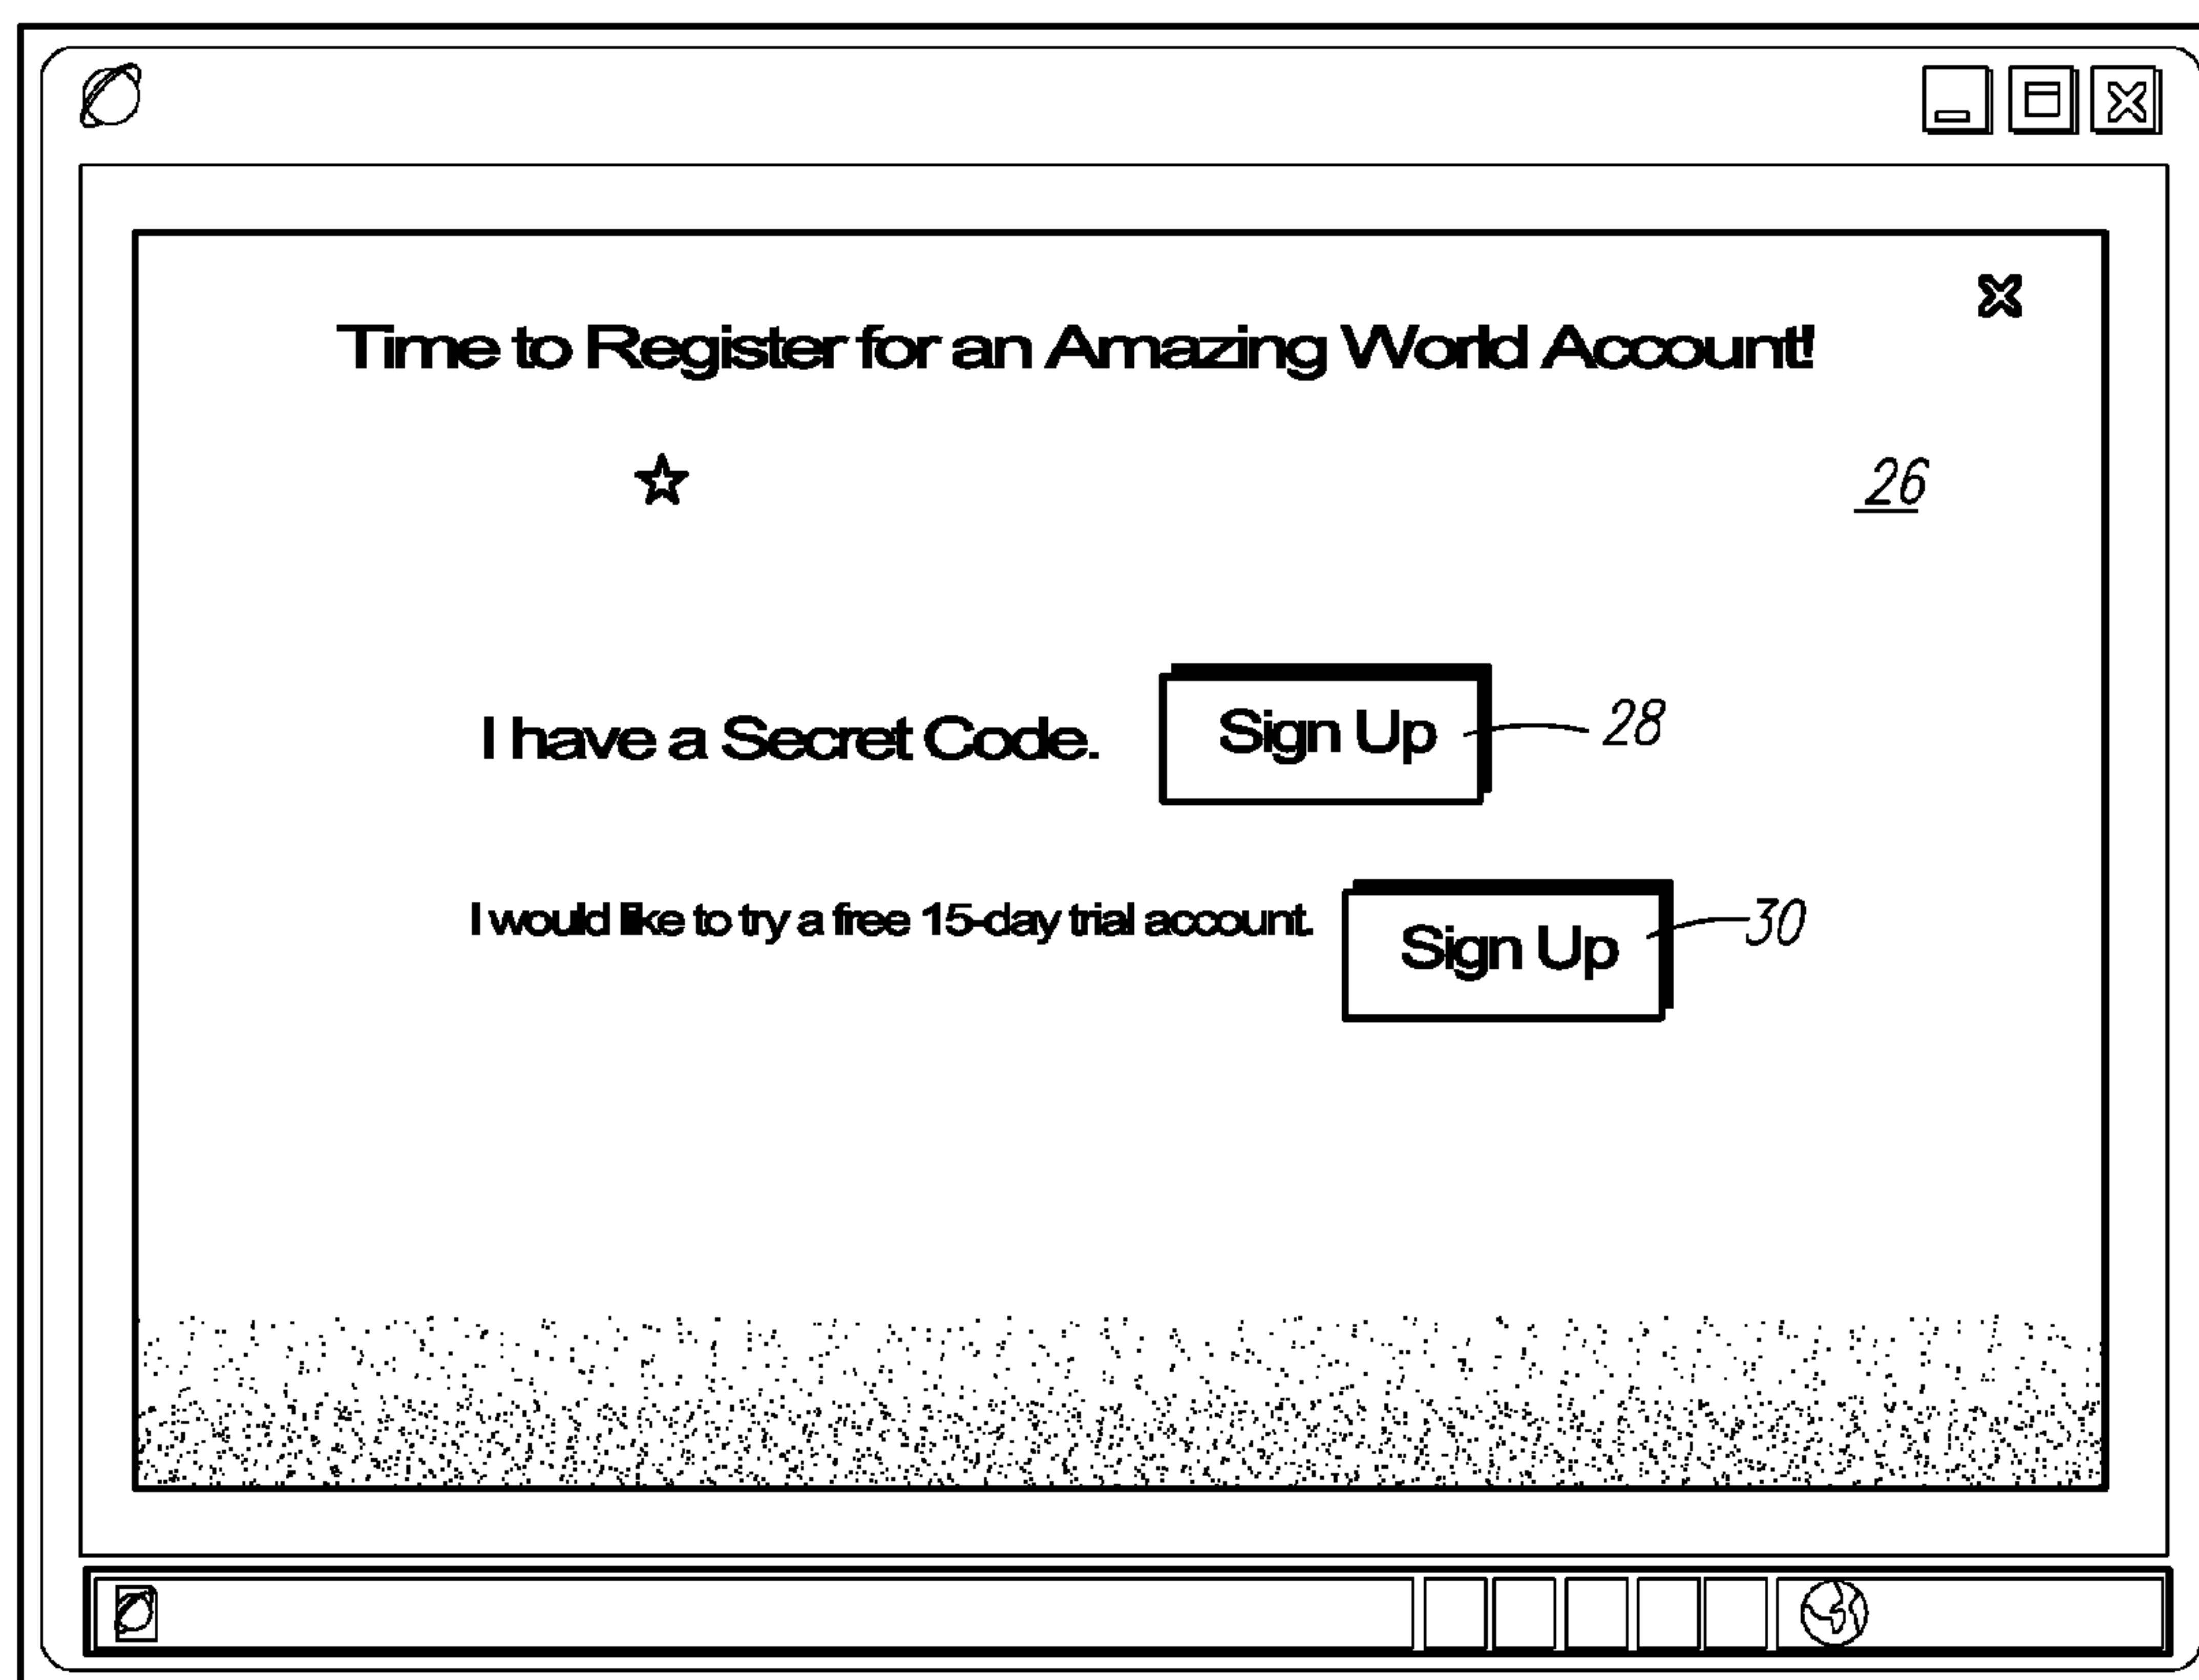 Time to Register for an Amazing World Account!
26
I have a Secret Code. Sign Up 28
I would like to try a free 15-day trial account. Sign Up 30